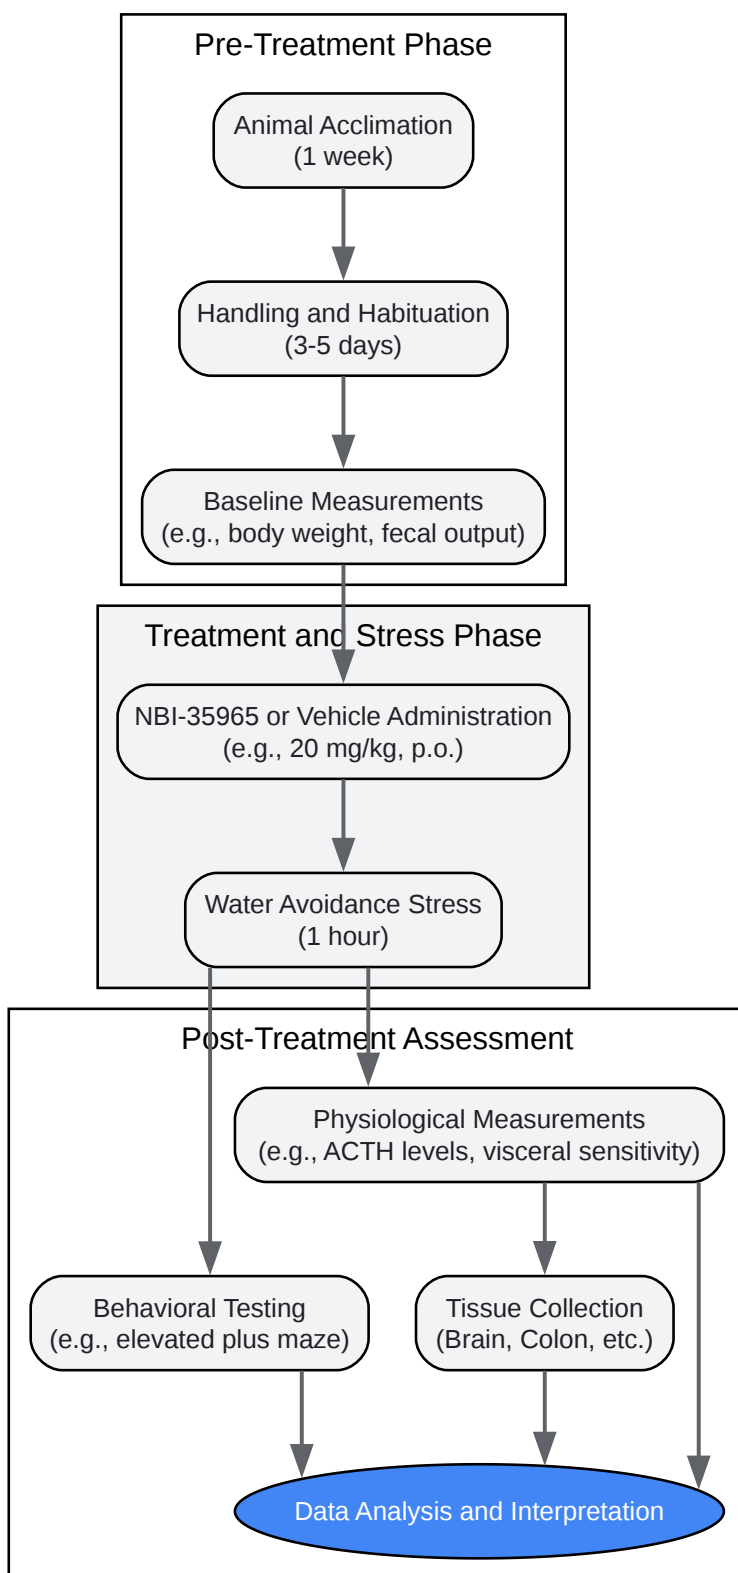 Pre-Treatment Phase
Animal Acclimation
(1 week)
Handling and Habituation
(3-5 days)
Baseline Measurements
(e.g., body weight, fecal output)
Treatment and Stress Phase
NBI-35965 or Vehicle Administration
(e.g., 20 mg/kg, p.o.)
Water Avoidance Stress
(1 hour)
Post-Treatment Assessment
Physiological Measurements
(e.g., ACTH levels, visceral sensitivity)
Behavioral Testing
(e.g., elevated plus maze)
Tissue Collection
(Brain, Colon, etc.)
Data Analysis and Interpretation